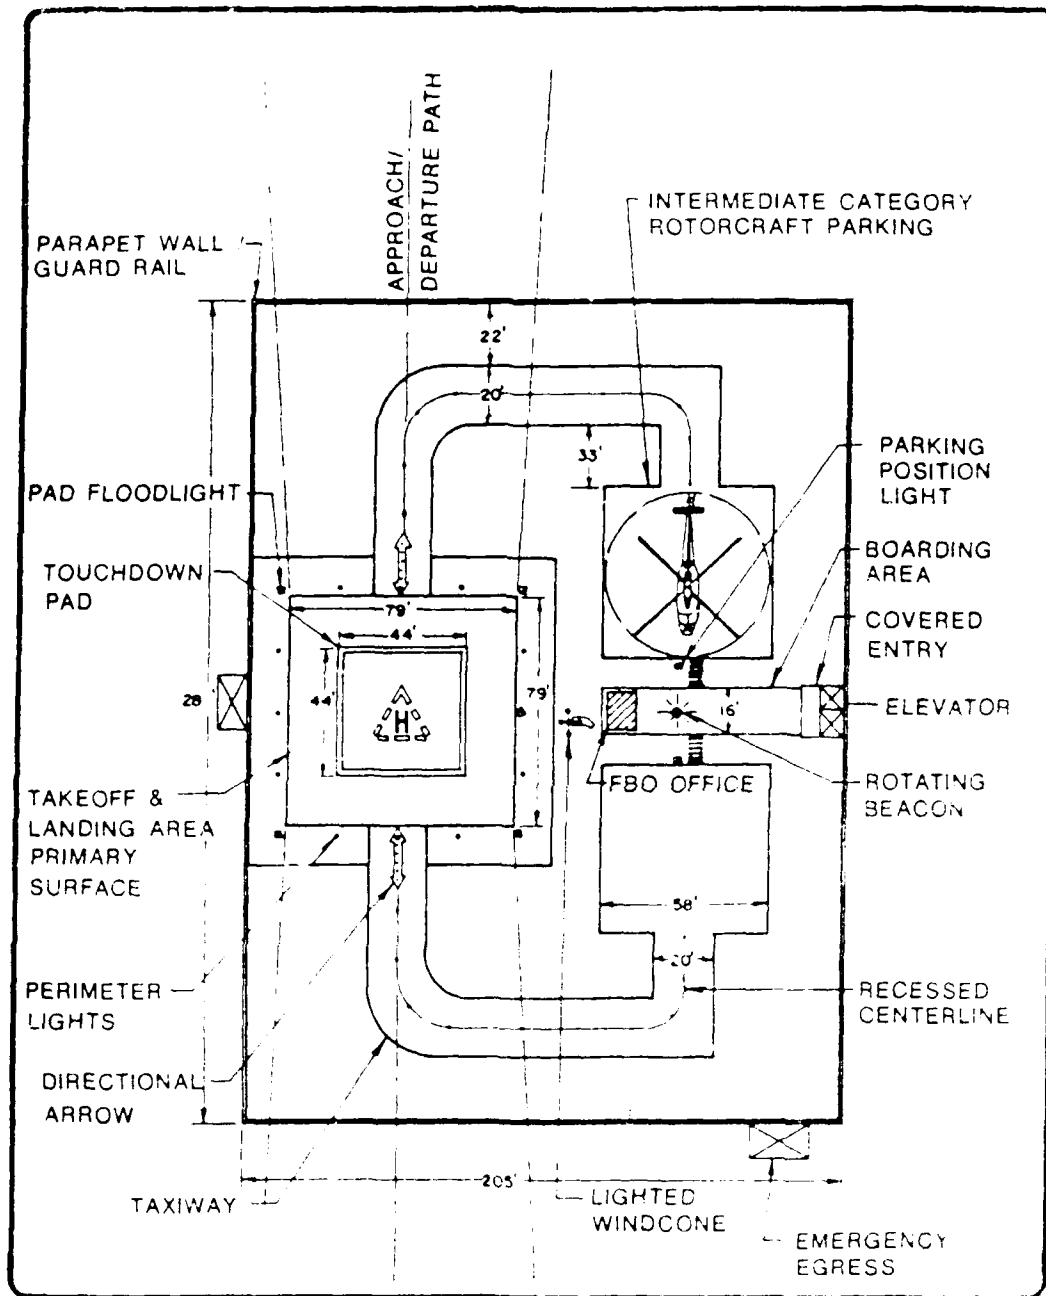 APPROACH/
DEPARTURE PATH
INTERMEDIATE CATEGORY
ROTORCRAFT PARKING
PARAPET WALL /
GUARD RAIL
22'
20'
33'
PARKING
POSITION
LIGHT
PAD FLOODLIGHT
BOARDING
AREA
TOUCHDOWN
PAD
79'
44'
COVERED
ENTRY
44'
79'
28
H
16'
ELEVATOR
FBO OFFICE
ROTATING
BEACON
TAKEOFF &
LANDING AREA
PRIMARY
SURFACE
58'
20'
PERIMETER
LIGHTS
RECESSED
CENTERLINE
DIRECTIONAL
ARROW
205'
TAXIWAY
LIGHTED
WINDCONE
EMERGENCY
EGRESS